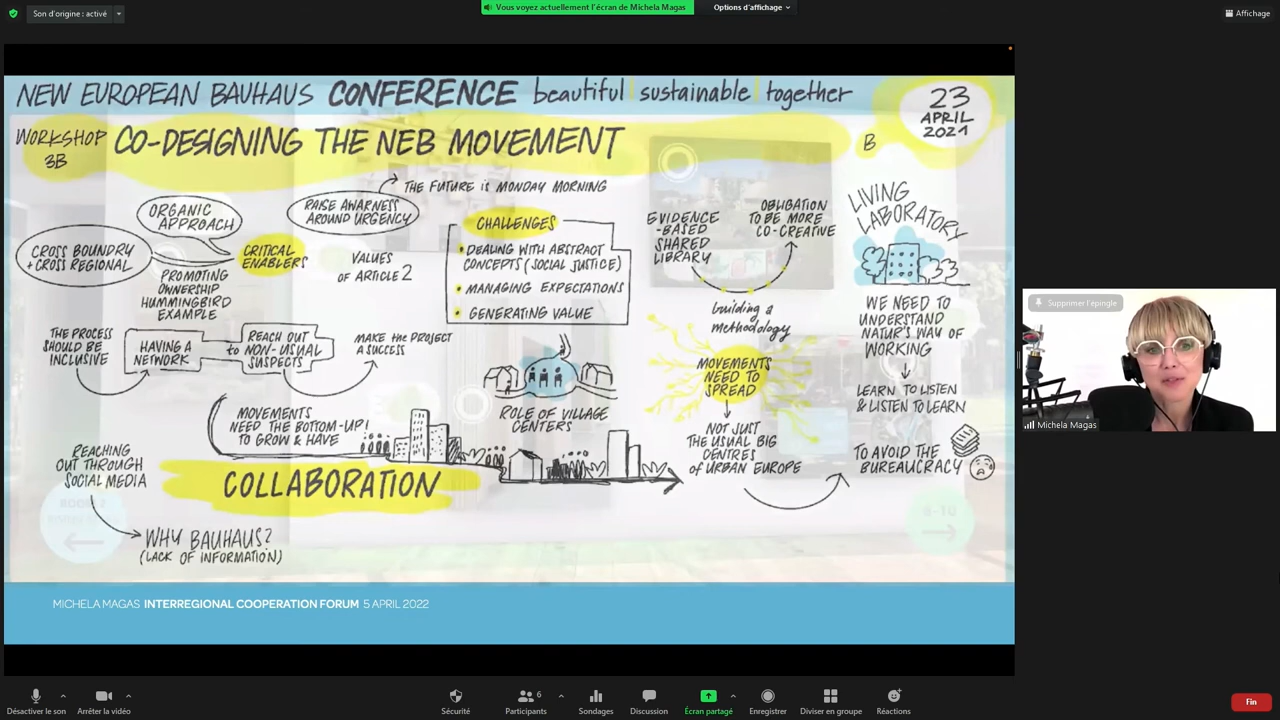 Son d'origine : activé
Vous voyez actuellement l'écran de Michela Magas
Options d'affichage
Affichage
NEW EUROPEAN BAUHAUS CONFERENCE beautiful sustainable together
23
APRIL
2021
WORKSHOP
3B
CO-DESIGNING THE NEB MOVEMENT
B
THE FUTURE is MONDAY MORNING
ORGANIC
APPROACH
RAISE AWARNESS
AROUND URGENCY
CROSS BOUNDRY
+ CROSS REGIONAL
CRITICAL
ENABLERS
PROMOTING
OWNERSHIP
HUMMINGBIRD
EXAMPLE
VALUES
OF ARTICLE 2
CHALLENGES
DEALING WITH ABSTRACT
CONCEPTS (SOCIAL JUSTICE)
MANAGING EXPECTATIONS
GENERATING VALUE
EVIDENCE
-BASED
SHARED
LIBRARY
OBLIGATION
TO BE MORE
CO-CREATIVE
building a
methodology
LIVING
LABORATORY
WE NEED TO
UNDERSTAND
NATUR'S WAY OF
WORKING
LEARN TO LISTEN
& LISTEN TO LEARN
TO AVOID THE
BUREAUCRACY
THE PROCESS
SHOULD BE
INCLUSIVE
HAVING A
NETWORK
REACH OUT
to NON-USUAL
SUSPECTS
MAKE the PROJECT
A SUCCESS
MOVEMENTS
NEED THE BOTTOM-UP!
TO GROW & HAVE
COLLABORATION
ROLE OF VILLAGE
CENTERS
MOVEMENTS
NEED TO
SPREAD
NOT JUST
THE USUAL BIG
CENTRES
of URBAN EUROPE
REACHING
OUT THROUGH
SOCIAL MEDIA
WHY BAUHAUS?
(LACK OF INFORMATION)
ROOM 2
8-10
MICHELA MAGAS INTERREGIONAL COOPERATION FORUM 5 APRIL 2022
Supprimer l'épingle
Michela Magas
Désactiver le son
Arrêter la vidéo
Sécurité
6
Participants
Sondages
Discussion
Écran partagé
Enregistrer
Diviser en groupe
Réactions
Fin